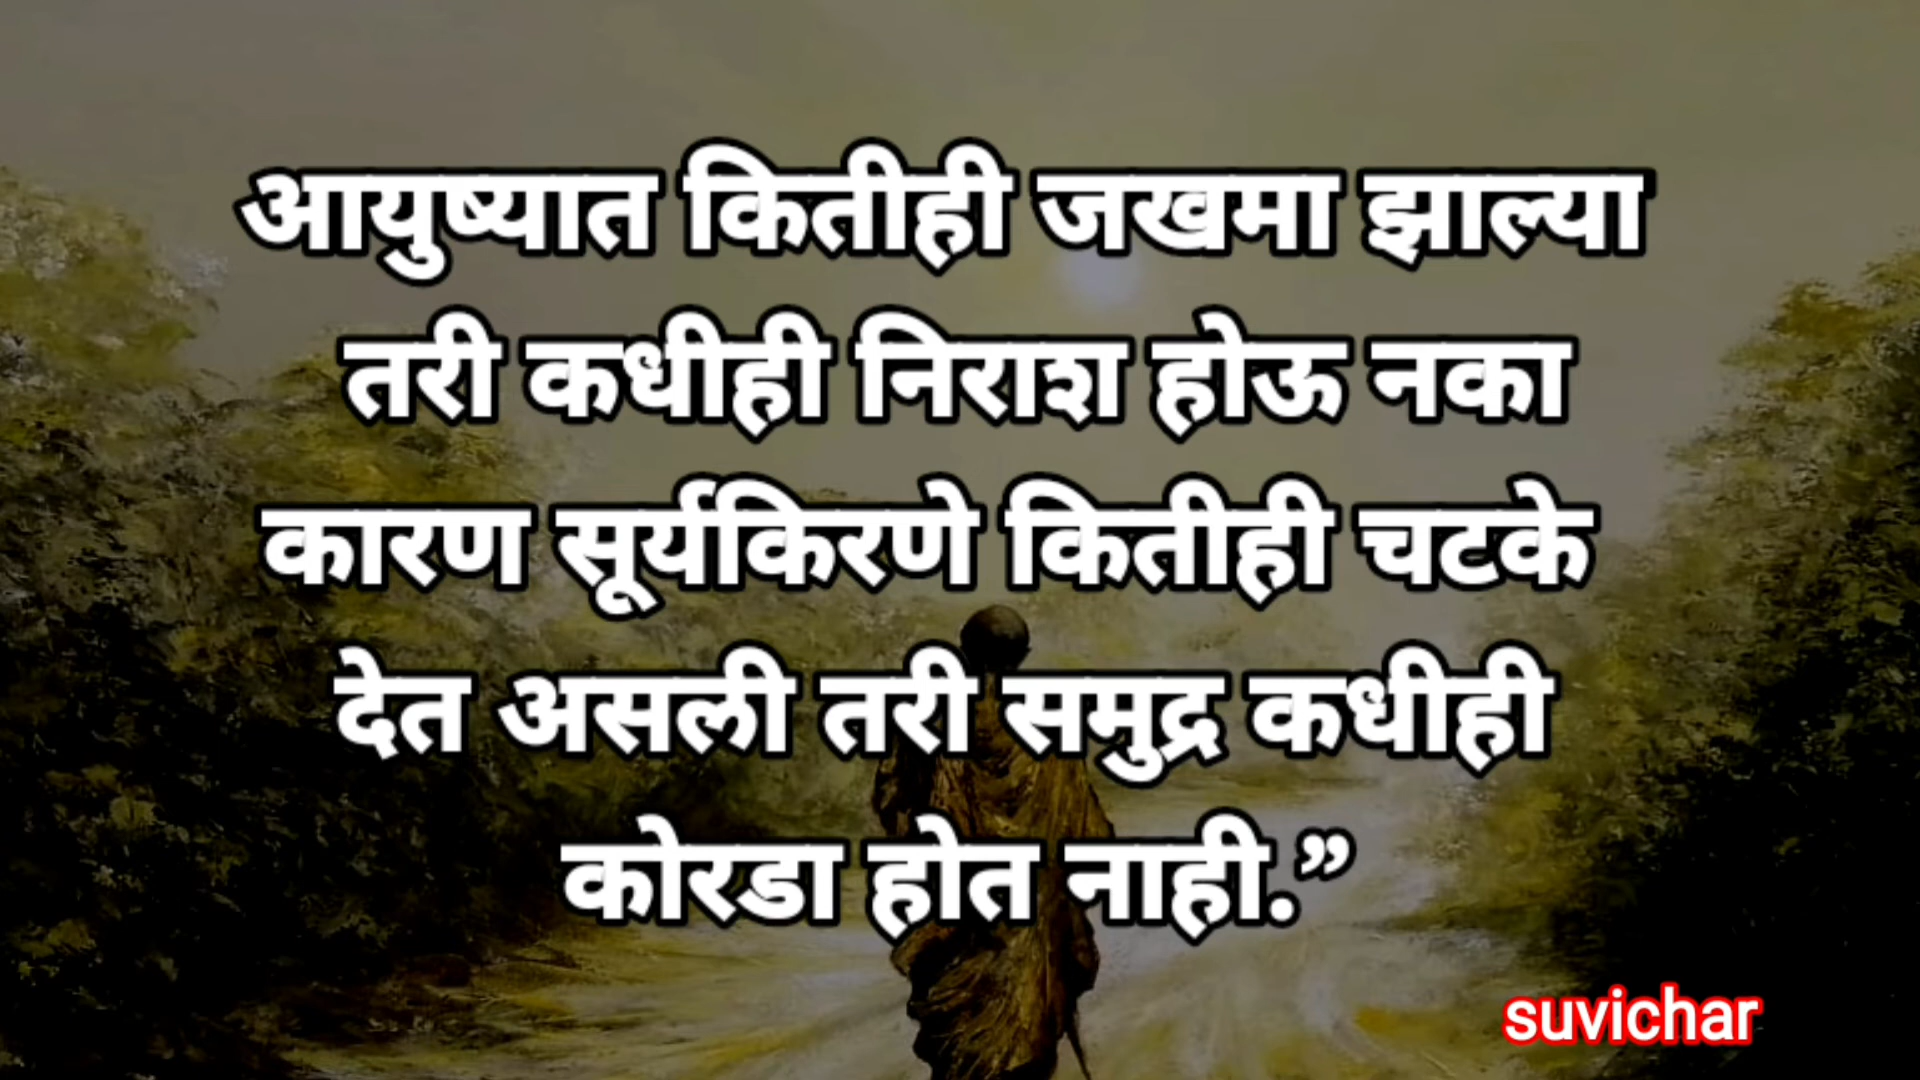 आयुष्यात कितीही जखमा झाल्या
तरी कधीही निराश होऊ नका
कारण सूर्यकिरणे कितीही चटके
देत असली तरी समुद्र कधीही
कोरडा होत नाही.”
suvichar